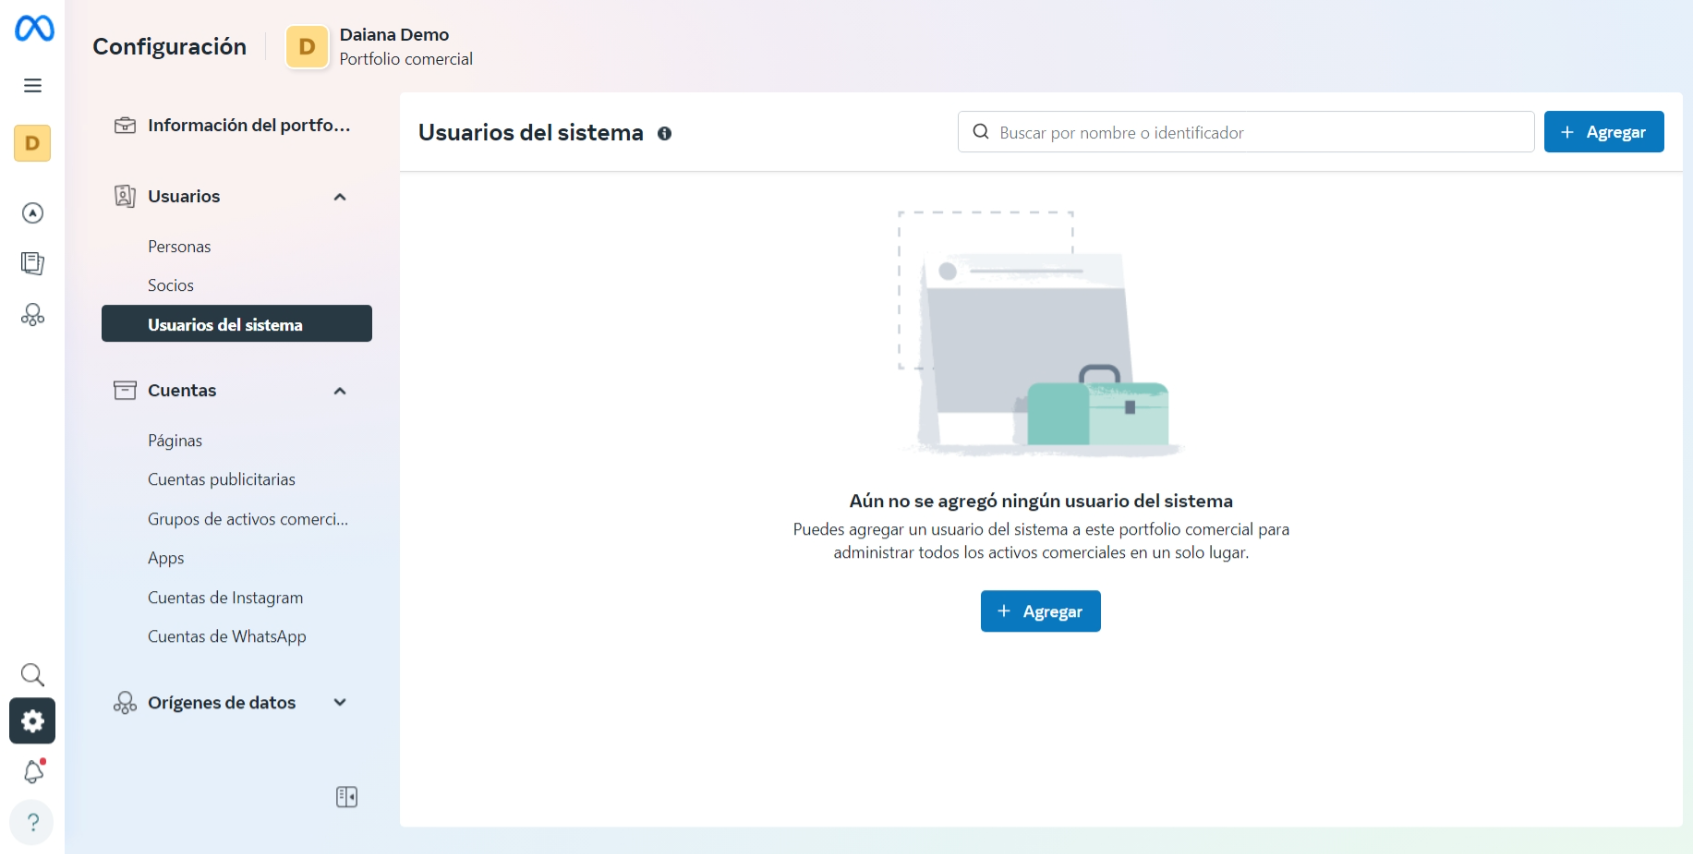 Configuración
D
Daiana Demo
Portfolio comercial
D
Información del portfo...
Usuarios
Personas
Socios
Usuarios del sistema
Cuentas
Páginas
Cuentas publicitarias
Grupos de activos comerci...
Apps
Cuentas de Instagram
Cuentas de WhatsApp
Orígenes de datos
?
Usuarios del sistema
Buscar por nombre o identificador
+ Agregar
Aún no se agregó ningún usuario del sistema
Puedes agregar un usuario del sistema a este portfolio comercial para
administrar todos los activos comerciales en un solo lugar.
+ Agregar